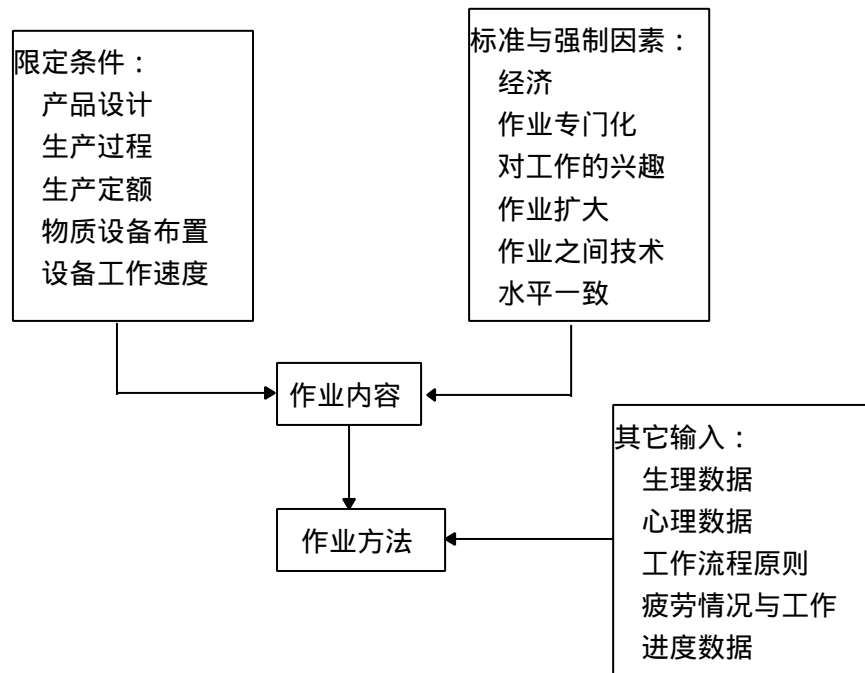 限定条件：
产品设计
生产过程
生产定额
物质设备布置
设备工作速度
标准与强制因素：
经济
作业专门化
对工作的兴趣
作业扩大
作业之间技术
水平一致
作业内容
其它输入：
生理数据
心理数据
工作流程原则
疲劳情况与工作
进度数据
作业方法